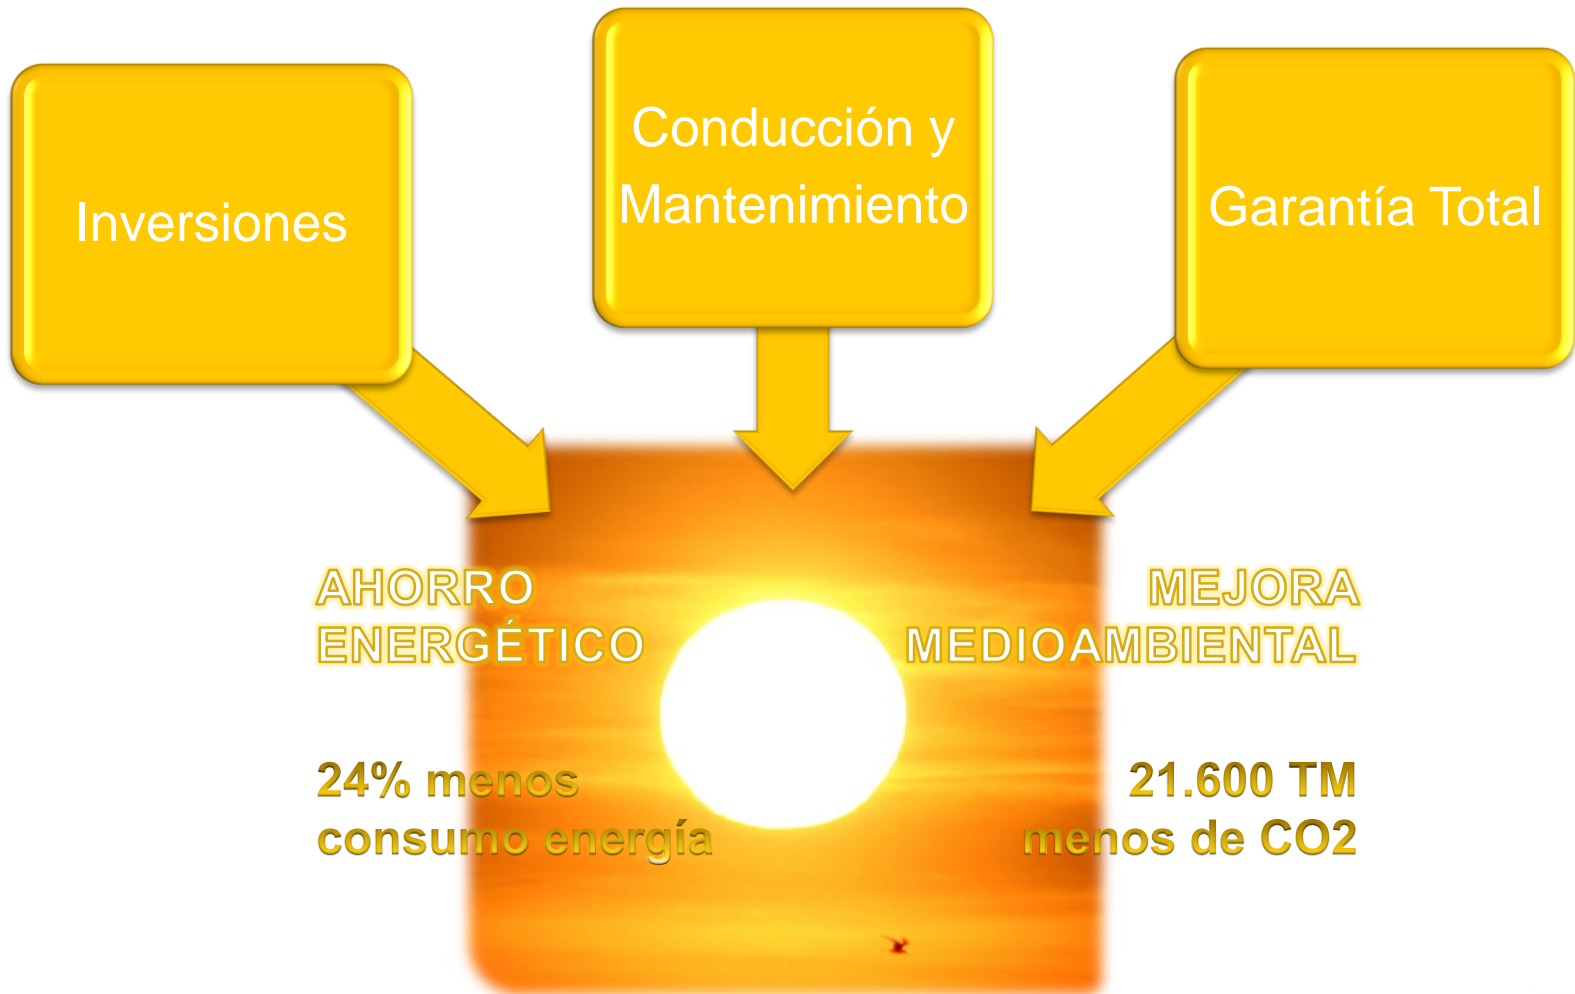 Inversiones
Conducción y
Mantenimiento
Garantía Total
AHORRO
ENERGÉTICO
24% menos
consumo energía
MEJORA
MEDIOAMBIENTAL
21.600 TM
menos de CO2